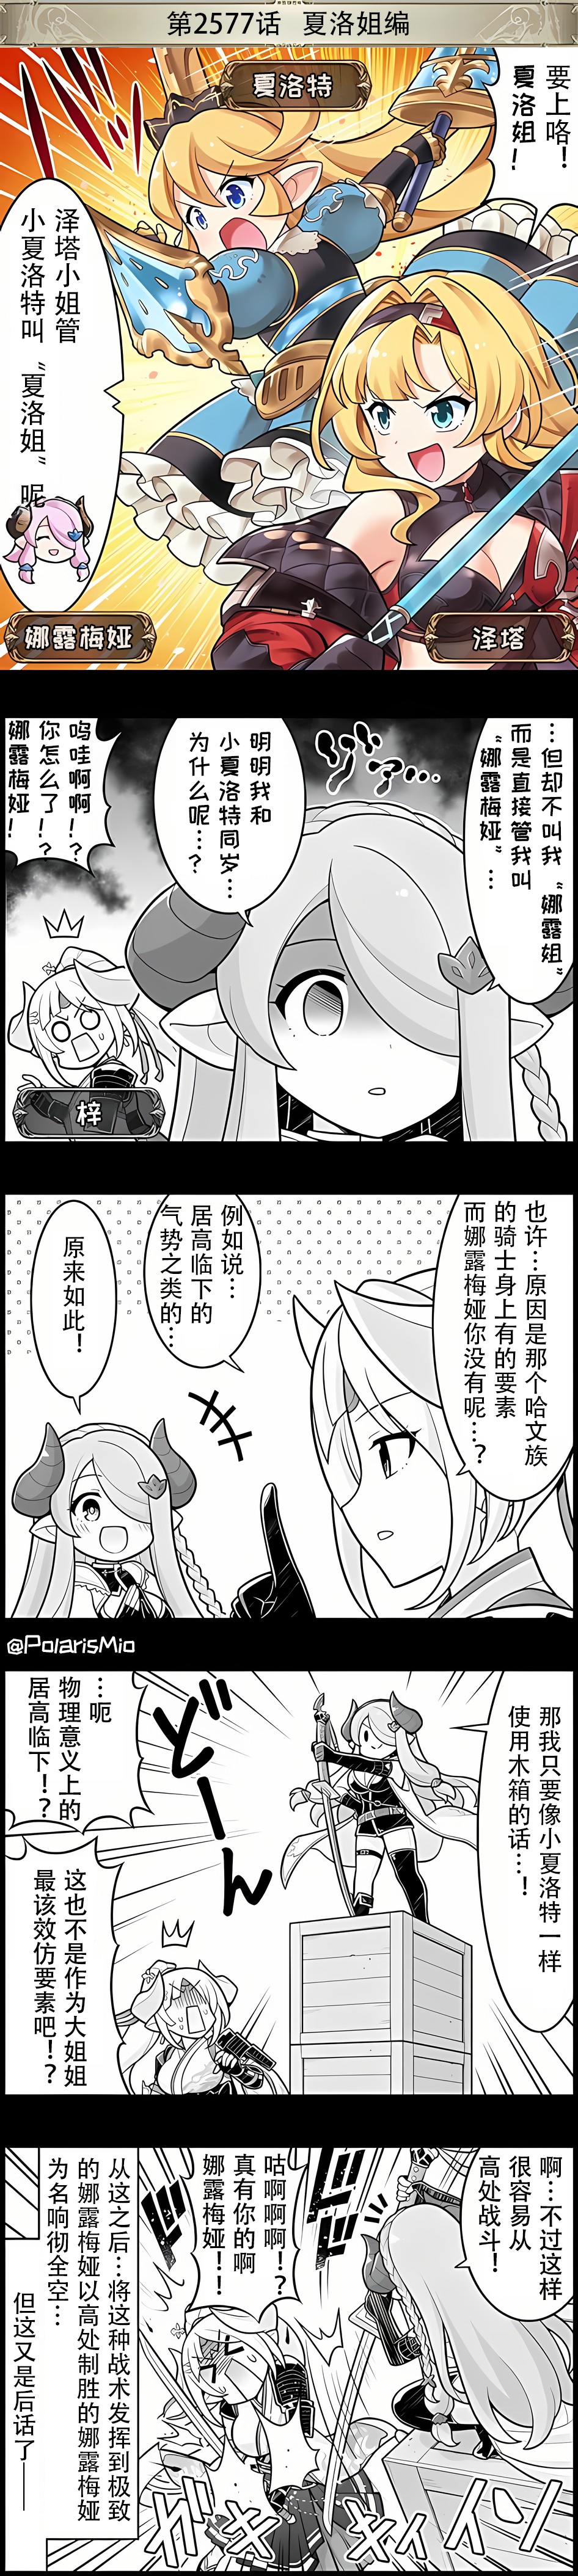 第2577话 夏洛姐编
夏洛特
要上咯！
夏洛姐！
泽塔小姐管
小夏洛特叫“夏洛姐”呢
娜露梅娅
泽塔
…但却不叫我“娜露姐”
而是直接管我叫
“娜露梅娅”…
明明我和
小夏洛特同岁…
为什么呢…？
呜哇啊啊！？
你怎么了！？
娜露梅娅！
梓
也许…原因是那个哈文族
的骑士身上有的要素
而娜露梅娅你没有呢…？
例如说…
居高临下的
气势之类的…
原来如此！
@PolarisMio
那我只要像小夏洛特一样
使用木箱的话…！
どーん
…呃
物理意义上的
居高临下！？
这也不是作为大姐姐
最该效仿要素吧！？
啊…不过这样
很容易从
高处战斗！
咕啊啊啊！？
真有你的啊
娜露梅娅！！
ガキィィン
从这之后…将这种战术发挥到极致
的娜露梅娅以高处制胜的娜露梅娅
为名响彻全空…
但这又是后话了——